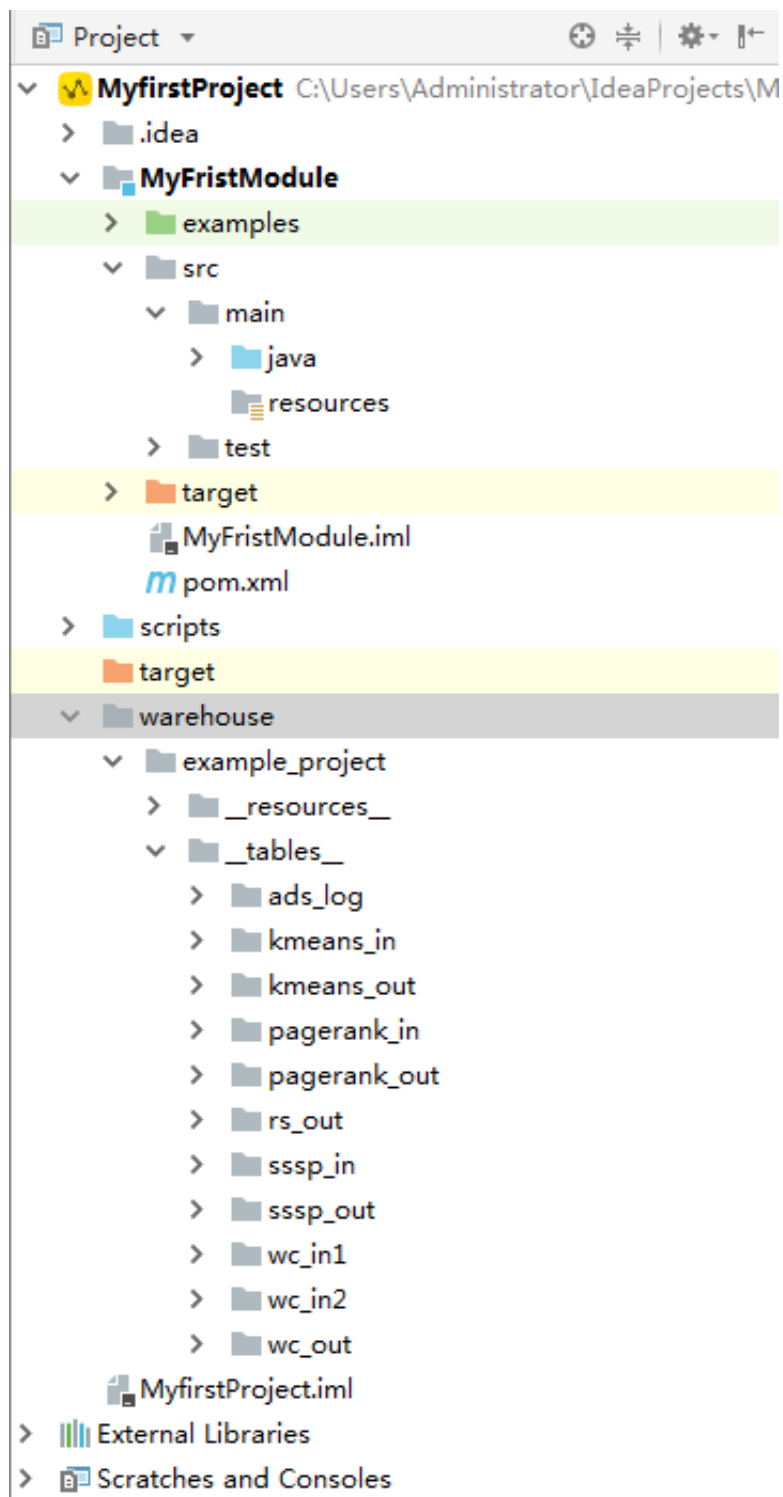 Project
MyfirstProject C:\Users\Administrator\IdeaProjects\M
.idea
MyFristModule
examples
src
main
java
resources
test
target
MyFristModule.iml
pom.xml
scripts
target
warehouse
example_project
__resources__
__tables__
ads_log
kmeans_in
kmeans_out
pagerank_in
pagerank_out
rs_out
sssp_in
sssp_out
wc_in1
wc_in2
wc_out
MyfirstProject.iml
External Libraries
Scratches and Consoles